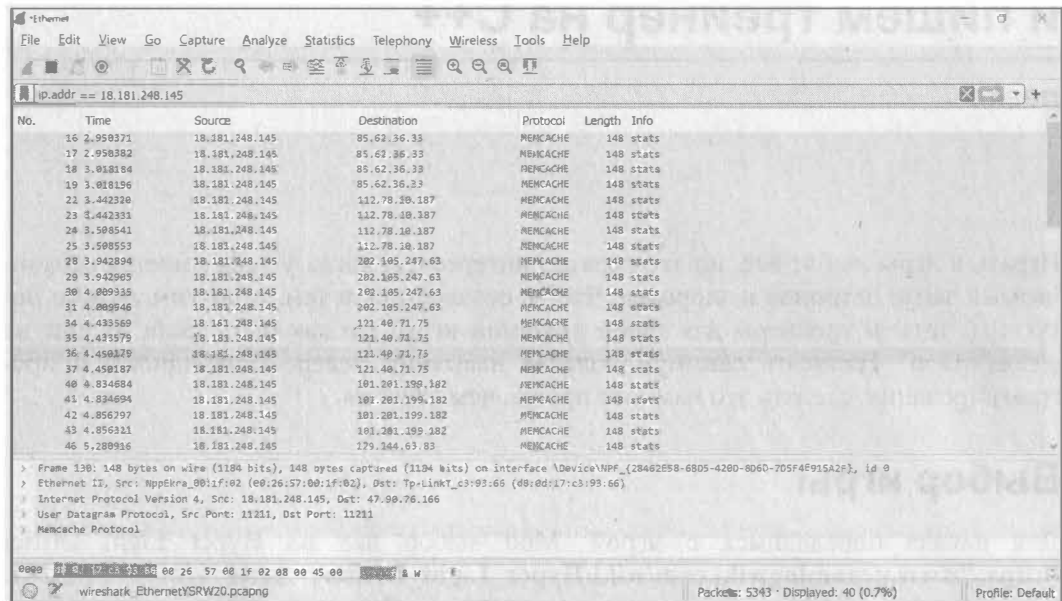 *Ethernet
File Edit View Go Capture Analyze Statistics Telephony Wireless Tools Help
ip.addr == 18.181.248.145
No. Time Source Destination Protocol Length Info
16 2.950371 18.181.248.145 85.62.36.33 MEMCACHE 148 stats
17 2.950382 18.181.248.145 85.62.36.33 MEMCACHE 148 stats
18 3.018184 18.181.248.145 85.62.36.33 MEMCACHE 148 stats
19 3.018196 18.181.248.145 85.62.36.33 MEMCACHE 148 stats
22 3.442320 18.181.248.145 112.78.10.187 MEMCACHE 148 stats
23 3.442331 18.181.248.145 112.78.10.187 MEMCACHE 148 stats
24 3.508541 18.181.248.145 112.78.10.187 MEMCACHE 148 stats
25 3.508553 18.181.248.145 112.78.10.187 MEMCACHE 148 stats
28 3.942894 18.181.248.145 202.105.247.63 MEMCACHE 148 stats
29 3.942905 18.181.248.145 202.105.247.63 MEMCACHE 148 stats
30 4.009335 18.181.248.145 202.105.247.63 MEMCACHE 148 stats
31 4.009346 18.181.248.145 202.105.247.63 MEMCACHE 148 stats
34 4.433569 18.181.248.145 121.40.71.75 MEMCACHE 148 stats
35 4.433579 18.181.248.145 121.40.71.75 MEMCACHE 148 stats
36 4.450175 18.181.248.145 121.40.71.75 MEMCACHE 148 stats
37 4.450187 18.181.248.145 121.40.71.75 MEMCACHE 148 stats
40 4.834684 18.181.248.145 101.201.199.182 MEMCACHE 148 stats
41 4.834694 18.181.248.145 101.201.199.182 MEMCACHE 148 stats
42 4.856297 18.181.248.145 101.201.199.182 MEMCACHE 148 stats
43 4.856311 18.181.248.145 101.201.199.182 MEMCACHE 148 stats
46 5.280916 18.181.248.145 129.144.63.83 MEMCACHE 148 stats
Frame 130: 148 bytes on wire (1184 bits), 148 bytes captured (1184 bits) on interface \Device\NPF_{28462E58-68D5-420D-8D6D-7D5F4E915A2F}, id 0
Ethernet II, Src: NppEkra_00:1f:02 (00:26:57:00:1f:02), Dst: Tp-LinkT_c3:93:66 (d0:0d:17:c3:93:66)
Internet Protocol Version 4, Src: 18.181.248.145, Dst: 47.90.76.166
User Datagram Protocol, Src Port: 11211, Dst Port: 11211
Memcache Protocol
0000 00 26 57 00 1f 02 08 00 45 00 & W E
wireshark_EthernetYSRW20.pcapng Packets: 5343 · Displayed: 40 (0.7%) Profile: Default